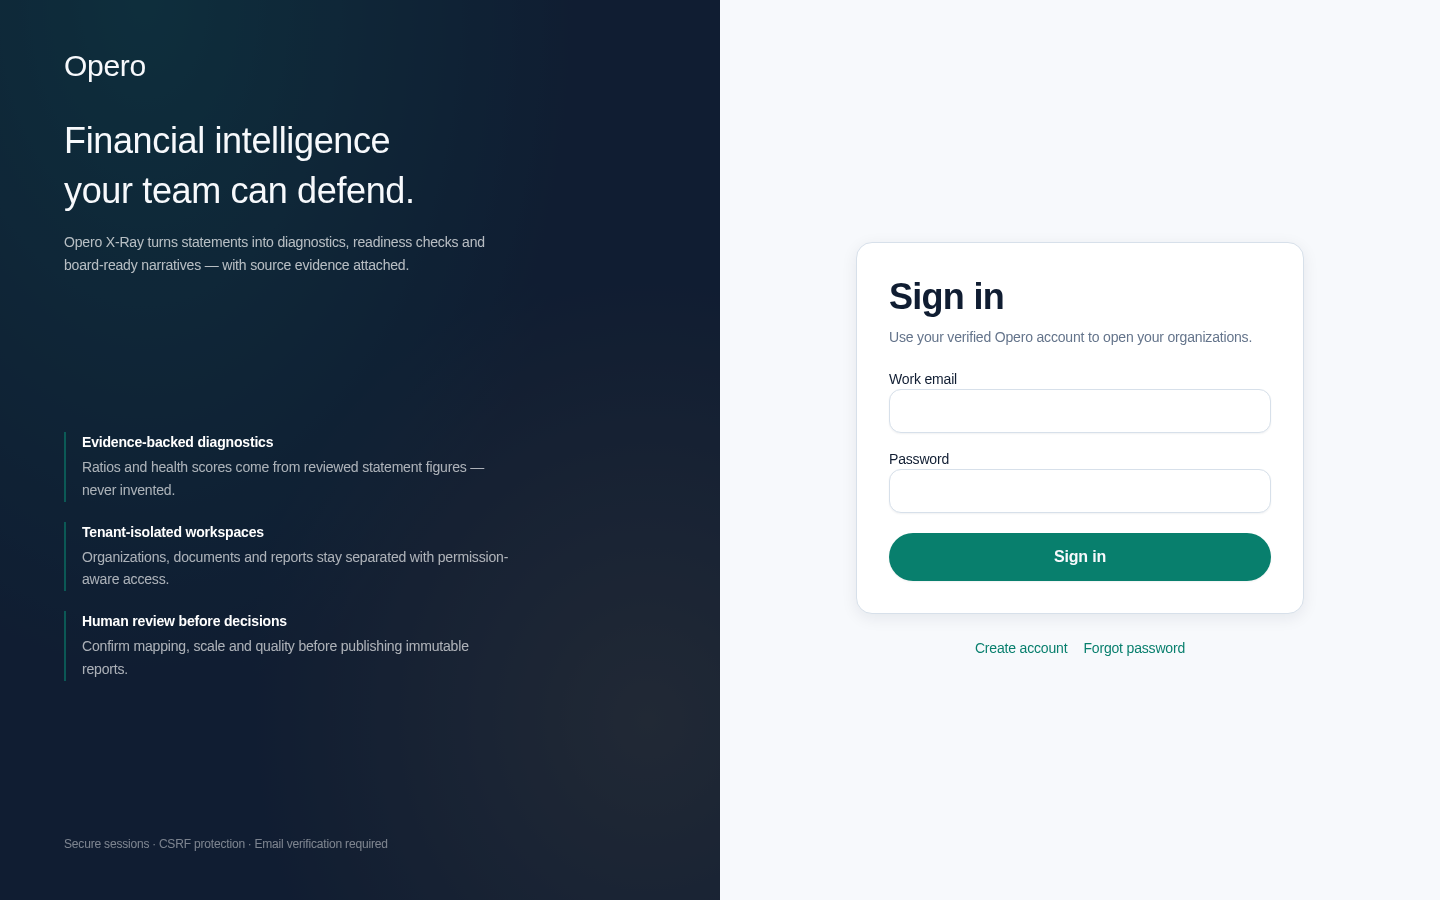 Opero
Financial intelligence
your team can defend.
Opero X-Ray turns statements into diagnostics, readiness checks and
board-ready narratives — with source evidence attached.
Evidence-backed diagnostics
Ratios and health scores come from reviewed statement figures —
never invented.
Tenant-isolated workspaces
Organizations, documents and reports stay separated with permission-
aware access.
Human review before decisions
Confirm mapping, scale and quality before publishing immutable
reports.
Secure sessions · CSRF protection · Email verification required
Sign in
Use your verified Opero account to open your organizations.
Work email
Password
Sign in
Create account Forgot password